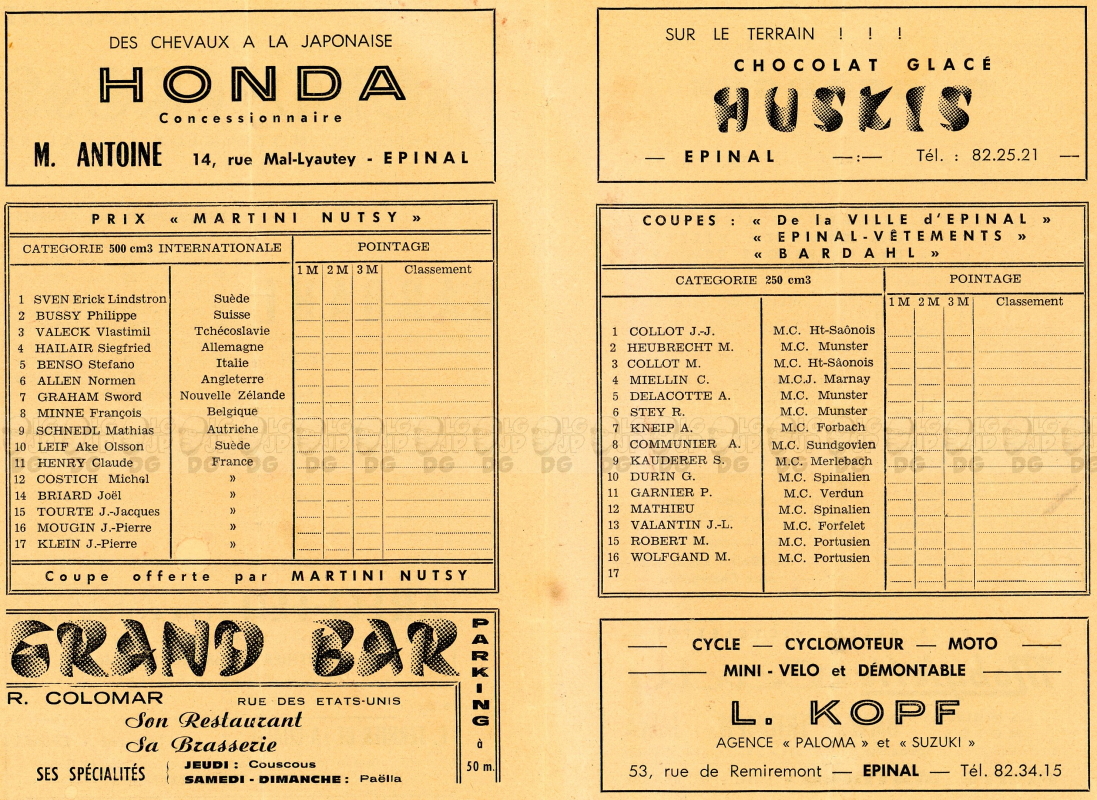 DES CHEVAUX A LA JAPONAISE
HONDA
Concessionnaire
M. ANTOINE 14, rue Mal-Lyautey - EPINAL
PRIX « MARTINI NUTSY »
CATEGORIE 500 cm3 INTERNATIONALE POINTAGE
1 M 2 M 3 M Classement
1 SVEN Erick Lindstron Suède
2 BUSSY Philippe Suisse
3 VALECK Vlastimil Tchécoslavie
4 HAILAIR Siegfried Allemagne
5 BENSO Stefano Italie
6 ALLEN Normen Angleterre
7 GRAHAM Sword Nouvelle Zélande
8 MINNE François Belgique
9 SCHNEDL Mathias Autriche
10 LEIF Ake Olsson Suède
11 HENRY Claude France
12 COSTICH Michel »
14 BRIARD Joël »
15 TOURTE J.-Jacques »
16 MOUGIN J.-Pierre »
17 KLEIN J.-Pierre »
Coupe offerte par MARTINI NUTSY
GRAND BAR
R. COLOMAR RUE DES ETATS-UNIS
Son Restaurant
Sa Brasserie
SES SPÉCIALITÉS
JEUDI : Couscous
SAMEDI - DIMANCHE : Paëlla
PARKING
à
50 m.
SUR LE TERRAIN ! ! !
CHOCOLAT GLACÉ
HUSKIS
— EPINAL —:— Tél. : 82.25.21 —
COUPES : « De la VILLE d'EPINAL »
« EPINAL-VÊTEMENTS »
« BARDAHL »
CATEGORIE 250 cm3 POINTAGE
1 M 2 M 3 M Classement
1 COLLOT J.-J. M.C. Ht-Saônois
2 HEUBRECHT M. M.C. Munster
3 COLLOT M. M.C. Ht-Sâonois
4 MIELLIN C. M.C.J. Marnay
5 DELACOTTE A. M.C. Munster
6 STEY R. M.C. Munster
7 KNEIP A. M.C. Forbach
8 COMMUNIER A. M.C. Sundgovien
9 KAUDERER S. M.C. Merlebach
10 DURIN G. M.C. Spinalien
11 GARNIER P. M.C. Verdun
12 MATHIEU M.C. Spinalien
13 VALANTIN J.-L. M.C. Forfelet
15 ROBERT M. M.C. Portusien
16 WOLFGAND M. M.C. Portusien
17
— CYCLE — CYCLOMOTEUR — MOTO —
— MINI - VELO et DÉMONTABLE —
L. KOPF
AGENCE « PALOMA » et « SUZUKI »
53, rue de Remiremont — EPINAL — Tél. 82.34.15